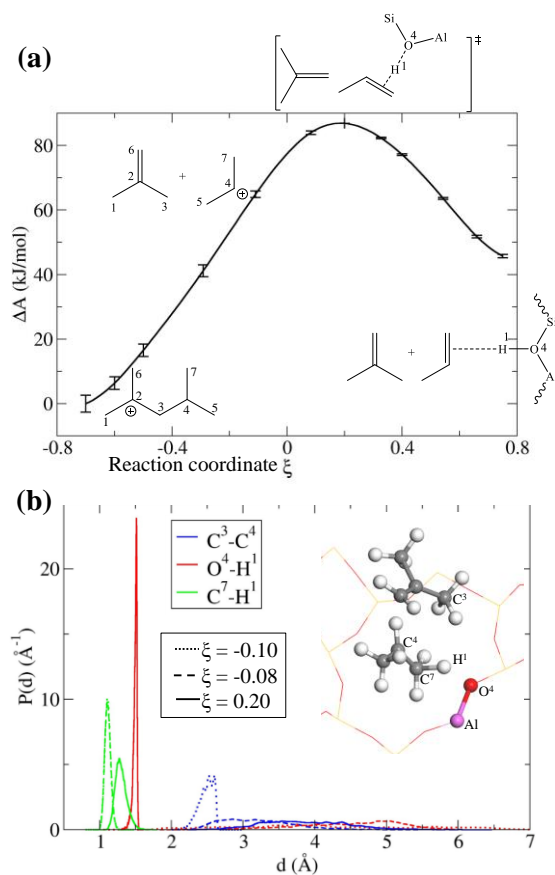 (a)
Si
O4
Al
H1
‡
80
60
40
20
0
ΔA (kJ/mol)
6
2
1
3
+
7
4
5
⊕
6
7
2
⊕
1
3
4
5
+
1
H
O 4
Si
A
-0.8
-0.4
0
0.4
0.8
Reaction coordinate ξ
(b)
20
10
0
P(d) (Å-1)
C3-C4
O4-H1
C7-H1
ξ = -0.10
ξ = -0.08
ξ = 0.20
C3
C4
H1
C7
O4
Al
1 2 3 4 5 6 7
d (Å)